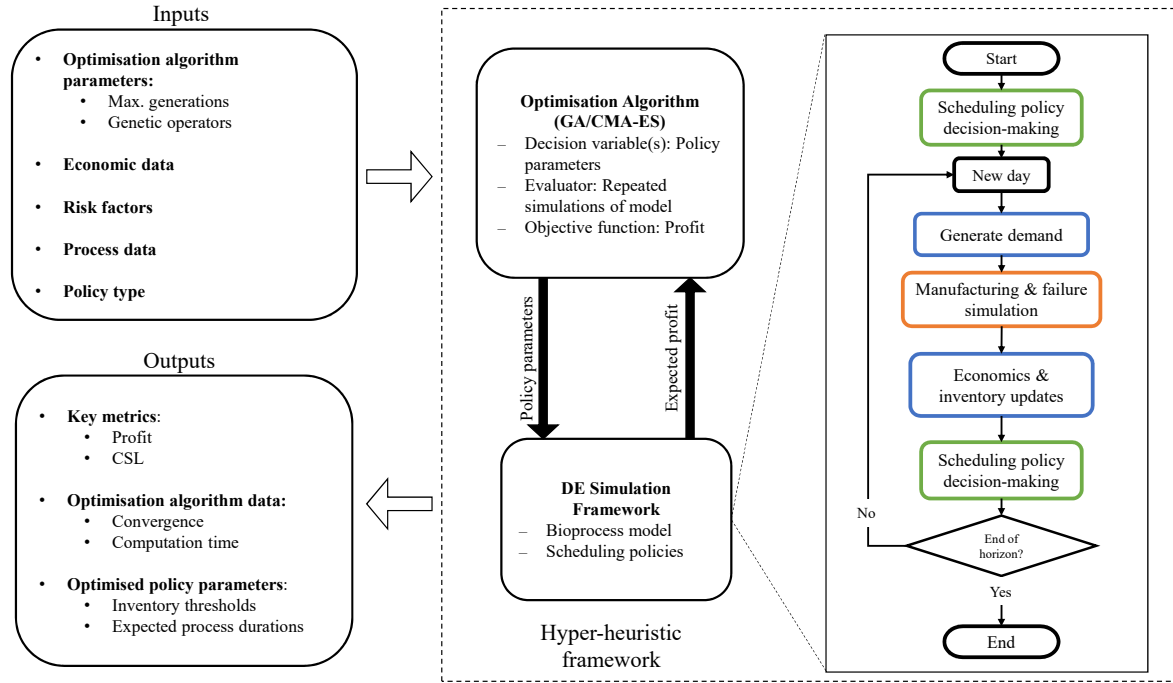 Inputs
• Optimisation algorithm
parameters:
• Max. generations
• Genetic operators
• Economic data
• Risk factors
• Process data
• Policy type
Outputs
• Key metrics:
• Profit
• CSL
• Optimisation algorithm data:
• Convergence
• Computation time
• Optimised policy parameters:
• Inventory thresholds
• Expected process durations
Optimisation Algorithm
(GA/CMA-ES)
– Decision variable(s): Policy
parameters
– Evaluator: Repeated
simulations of model
– Objective function: Profit
Policy parameters
Expected profit
DE Simulation
Framework
– Bioprocess model
– Scheduling policies
Hyper-heuristic
framework
Start
Scheduling policy
decision-making
New day
Generate demand
Manufacturing & failure
simulation
Economics &
inventory updates
Scheduling policy
decision-making
No
End of
horizon?
Yes
End